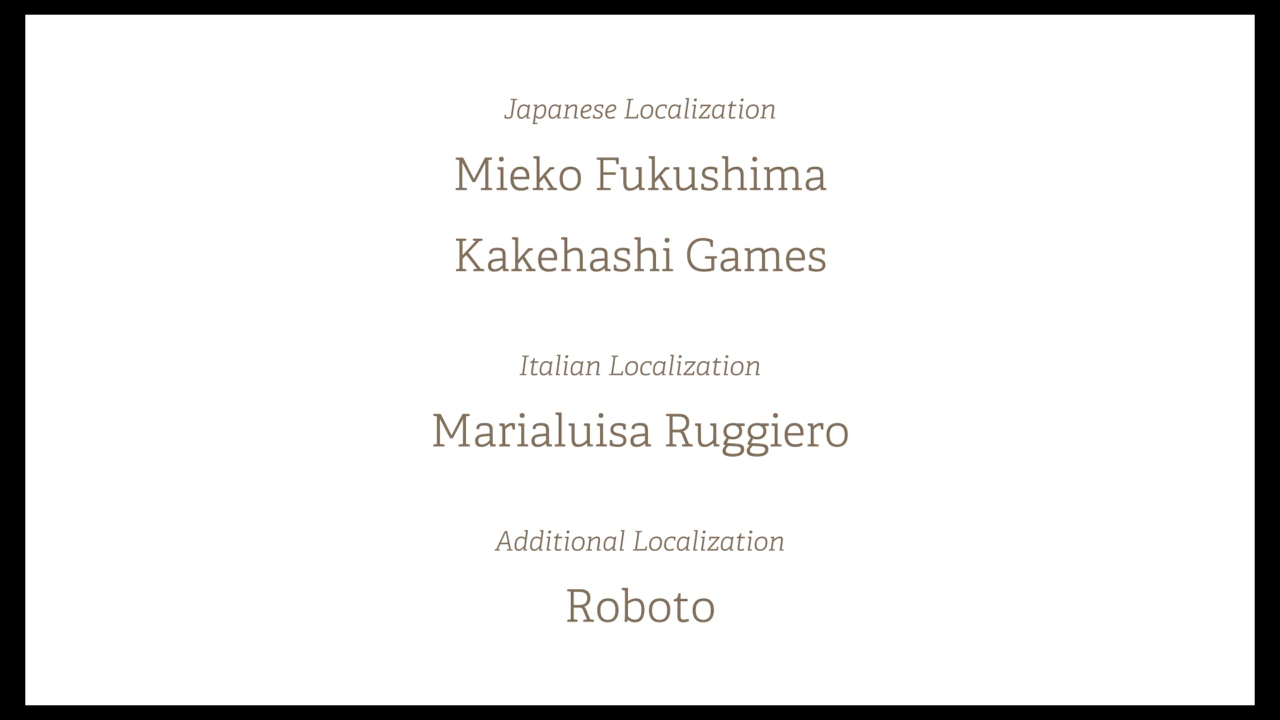 Japanese Localization
Mieko Fukushima
Kakehashi Games
Italian Localization
Marialuisa Ruggiero
Additional Localization
Roboto